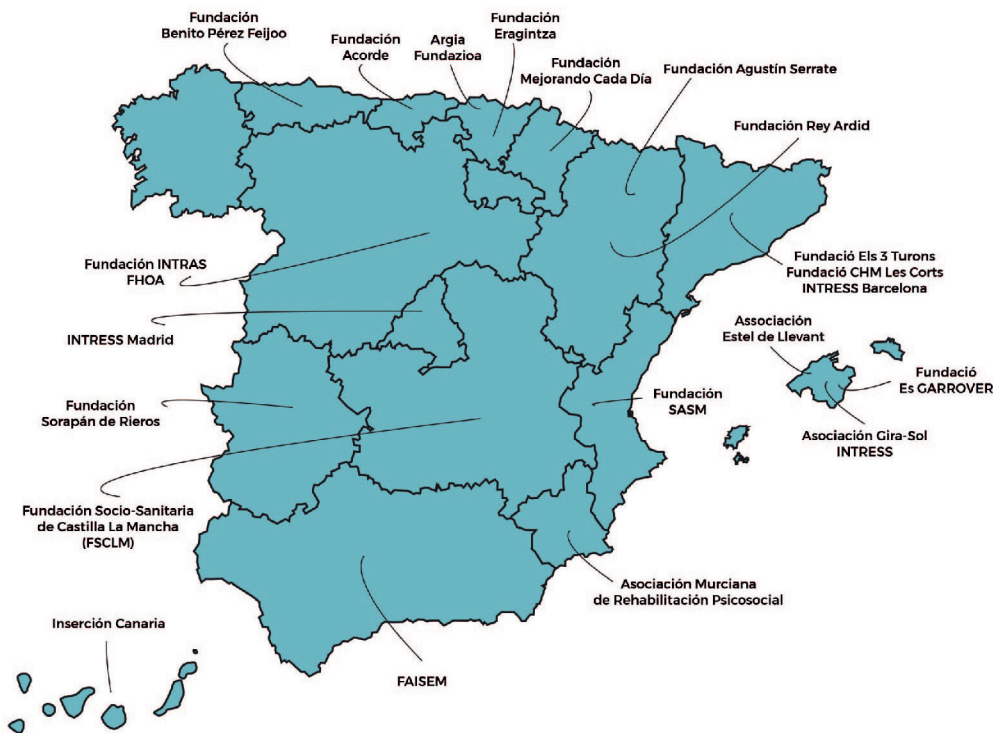 Fundación
Benito Pérez Feijoo
Fundación
Acorde
Argia
Fundazioa
Fundación
Eragintza
Fundación
Mejorando Cada Día
Fundación Agustín Serrate
Fundación Rey Ardid
Fundación INTRAS
FHOA
Fundació Els 3 Turons
Fundació CHM Les Corts
INTRESS Barcelona
INTRESS Madrid
Associación
Estel de Llevant
Fundació
Es GARROVER
Fundación
Sorapán de Rieros
Fundación
SASM
Asociación Gira-Sol
INTRESS
Fundación Socio-Sanitaria
de Castilla La Mancha
(FSCLM)
Asociación Murciana
de Rehabilitación Psicosocial
Inserción Canaria
FAISEM